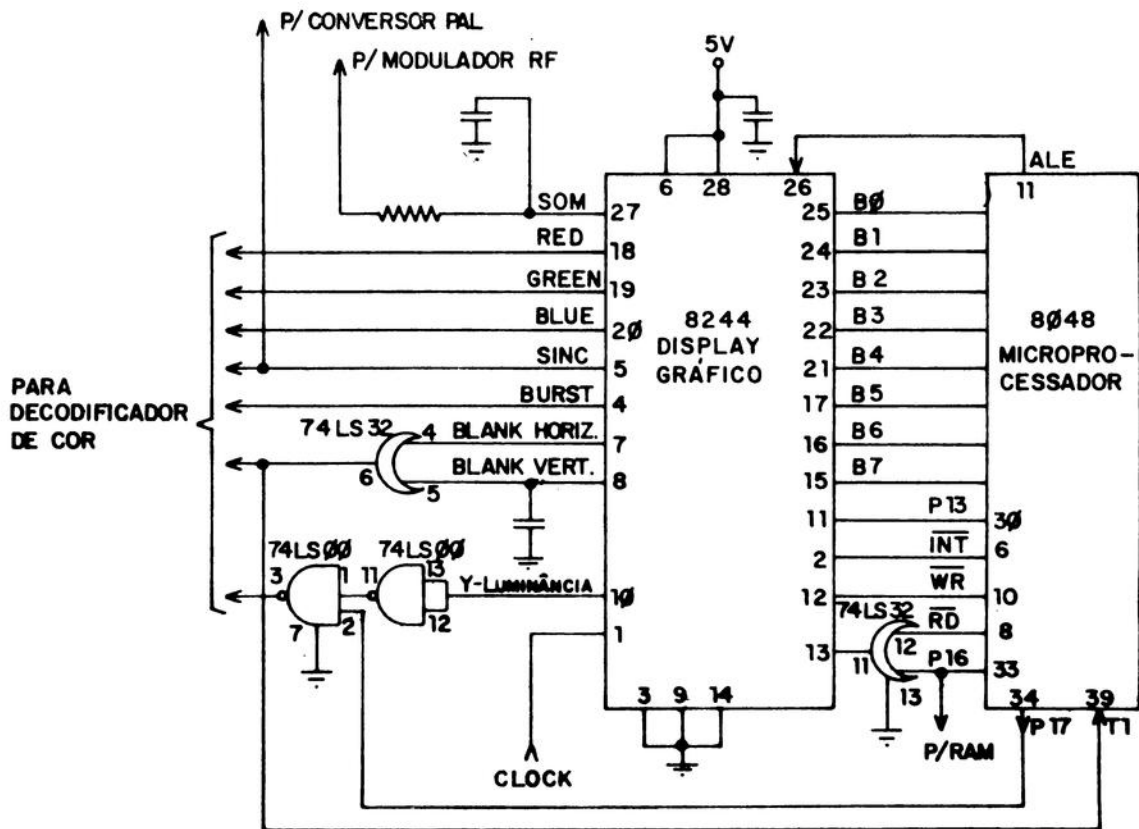 P/CONVERSOR PAL
P/MODULADOR RF
5V
ALE
6
28
26
11
SOM
27
25
BØ
RED
18
24
B1
GREEN
19
23
B2
BLUE
2Ø
22
B3
8244
DISPLAY
GRÁFICO
8Ø48
MICROPRO-
CESSADOR
SINC
5
21
B4
PARA
DECODIFICADOR
DE COR
BURST
4
17
B5
74LS32
4
BLANK HORIZ.
7
16
B6
6
5
BLANK VERT.
8
15
B7
11
P13
3Ø
74LSØØ
74LSØØ
2
INT
6
3
1
11
13
Y-LUMINÂNCIA
1Ø
12
WR
10
7
2
12
1
74LS32
RD
8
13
11
12
P16
33
13
3
9
14
34
39
P17
T1
P/RAM
CLOCK